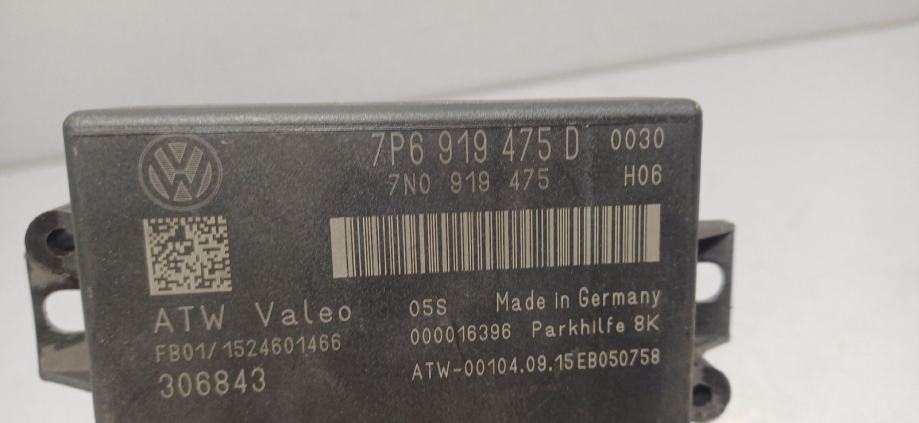 7P6 919 475 D 0030
7N0 919 475 H06
ATW Valeo 05S Made in Germany
FB01/1524601466 000016396 Parkhilfe 8K
306843 ATW-00104.09.15EB050758